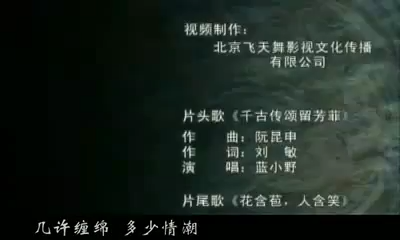 视频制作：
北京飞天舞影视文化传播
有限公司
片头歌《千古传颂留芳菲》
作　曲：阮昆申
作　词：刘　敏
演　唱：蓝小野
片尾歌《花含苞，人含笑》
几许缠绵 多少情潮